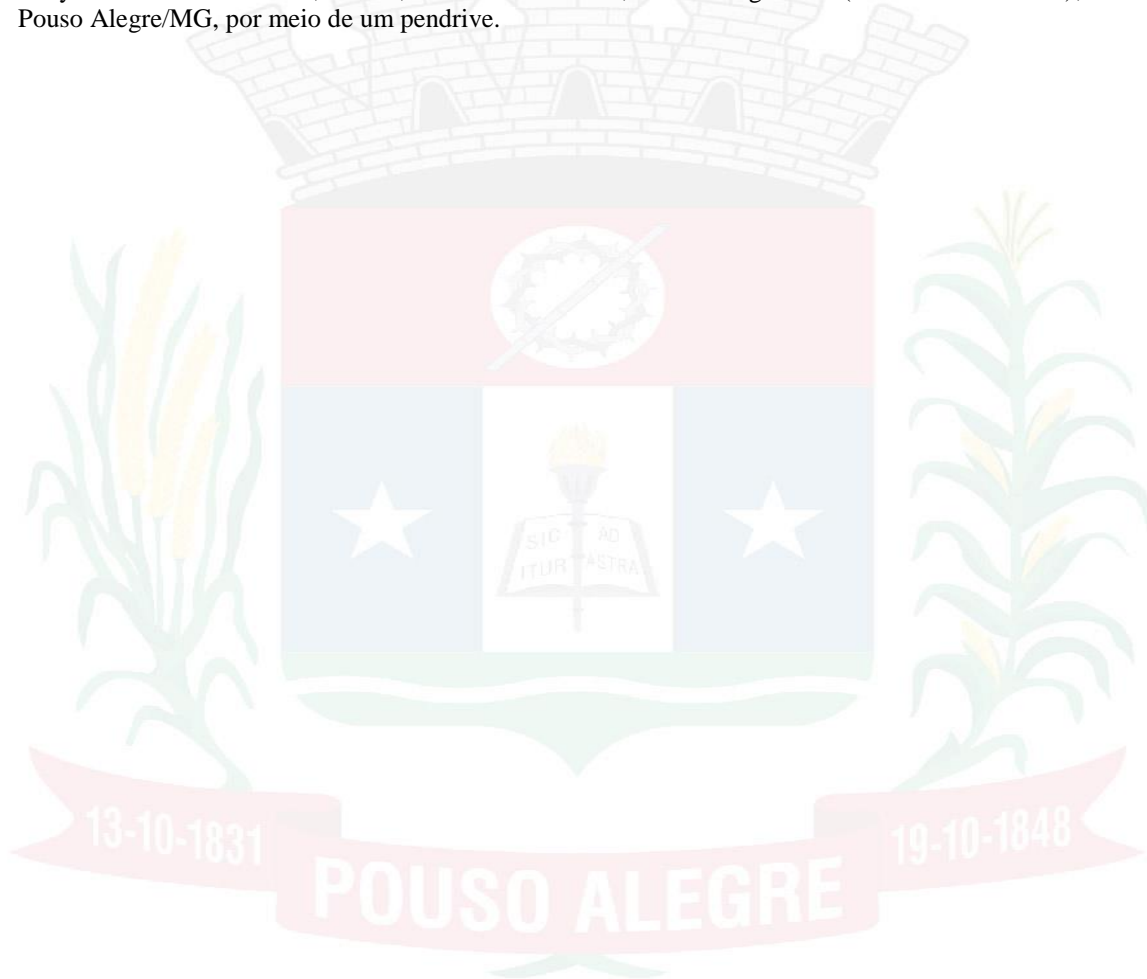 Pouso Alegre/MG, por meio de um pendrive.
SIC AD
ITUR ASTRA
13-10-1831
19-10-1848
POUSO ALEGRE